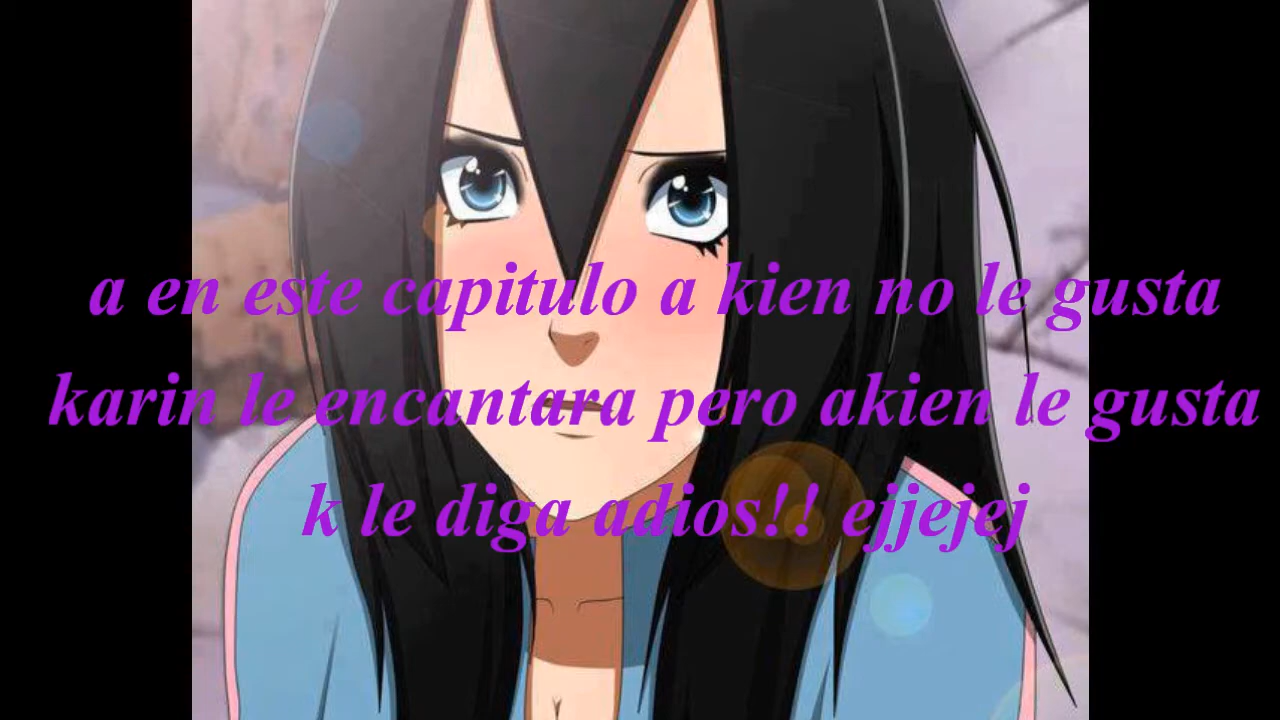 a en este capitulo a kien no le gusta
karin le encantara pero akien le gusta
k le diga adios!! ejjejej